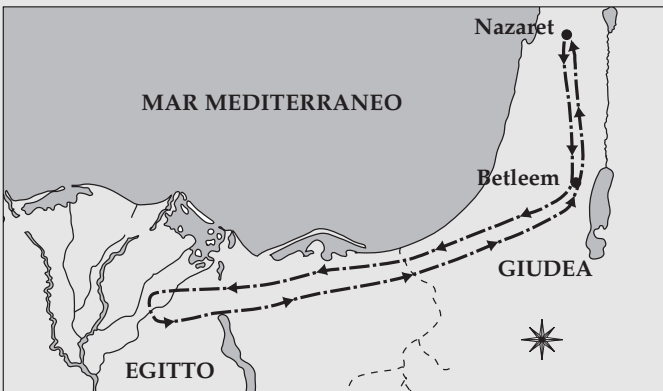 Nazaret
MAR MEDITERRANEO
Betleem
GIUDEA
EGITTO